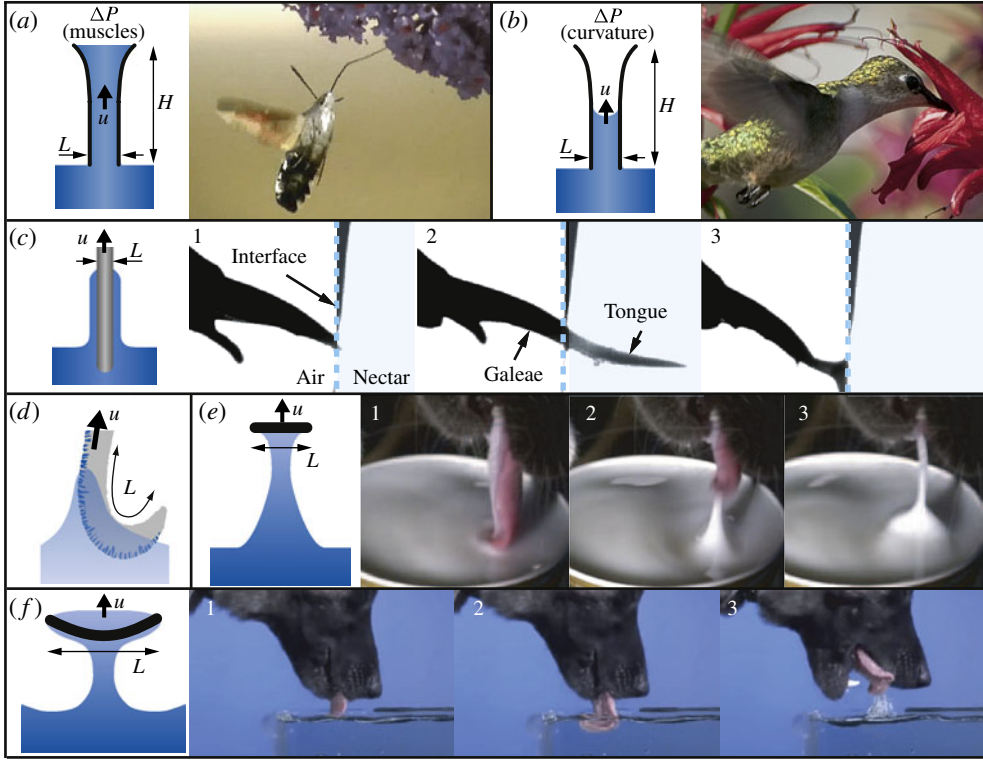 (a)
ΔP
(muscles)
u
H
L
(b)
ΔP
(curvature)
u
H
L
(c)
u
L
1
Interface
Air
Nectar
2
Galeae
Tongue
3
(d)
u
L
(e)
u
L
1
2
3
(f)
u
L
1
2
3